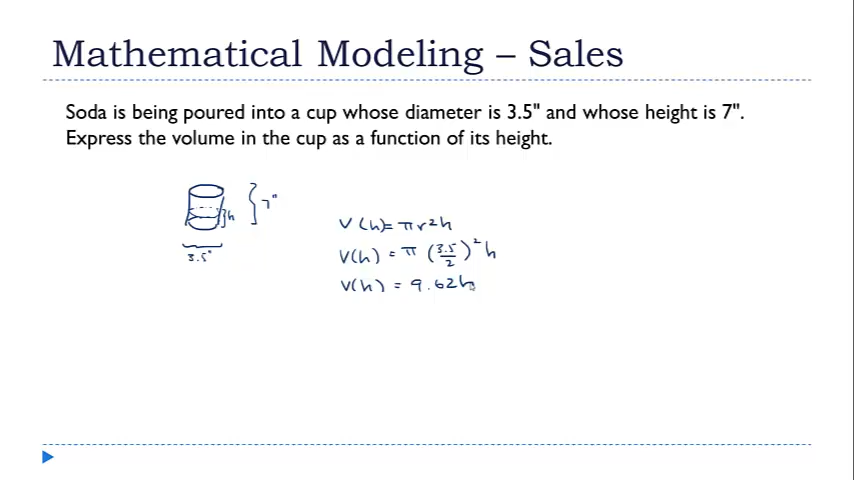 Mathematical Modeling – Sales
Soda is being poured into a cup whose diameter is 3.5" and whose height is 7".
Express the volume in the cup as a function of its height.
h
7"
3.5"
V(h) = πr²h
V(h) = π (3.5/2)² h
V(h) = 9.62h